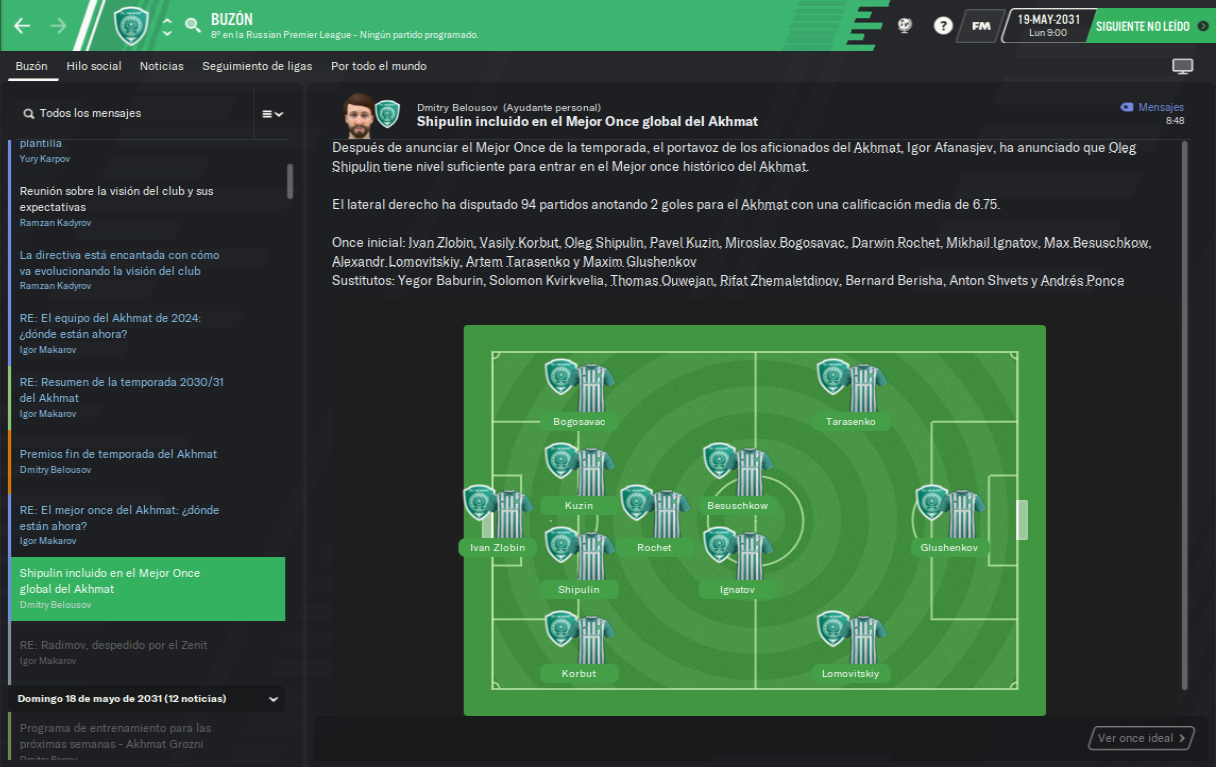 BUZÓN
8º en la Russian Premier League - Ningún partido programado.
?
FM
19-MAY-2031
Lun 9:00
SIGUIENTE NO LEÍDO
Buzón
Hilo social
Noticias
Seguimiento de ligas
Por todo el mundo
Todos los mensajes
plantilla
Yury Karpov
Reunión sobre la visión del club y sus
expectativas
Ramzan Kadyrov
La directiva está encantada con cómo
va evolucionando la visión del club
Ramzan Kadyrov
RE: El equipo del Akhmat de 2024:
¿dónde están ahora?
Igor Makarov
RE: Resumen de la temporada 2030/31
del Akhmat
Igor Makarov
Premios fin de temporada del Akhmat
Dmitry Belousov
RE: El mejor once del Akhmat: ¿dónde
están ahora?
Igor Makarov
Shipulin incluido en el Mejor Once
global del Akhmat
Dmitry Belousov
RE: Radimov, despedido por el Zenit
Igor Makarov
Domingo 18 de mayo de 2031 (12 noticias)
Programa de entrenamiento para las
próximas semanas - Akhmat Grozni
Dmitry Belousov (Ayudante personal)
Shipulin incluido en el Mejor Once global del Akhmat
Mensajes
8:48
Después de anunciar el Mejor Once de la temporada, el portavoz de los aficionados del Akhmat, Igor Afanasjev, ha anunciado que Oleg
Shipulin tiene nivel suficiente para entrar en el Mejor once histórico del Akhmat.
El lateral derecho ha disputado 94 partidos anotando 2 goles para el Akhmat con una calificación media de 6.75.
Once inicial: Ivan Zlobin, Vasily Korbut, Oleg Shipulin, Pavel Kuzin, Miroslav Bogosavac, Darwin Rochet, Mikhail Ignatov, Max Besuschkow,
Alexandr Lomovitskiy, Artem Tarasenko y Maxim Glushenkov
Sustitutos: Yegor Baburin, Solomon Kvirkvelia, Thomas Ouwejan, Rifat Zhemaletdinov, Bernard Berisha, Anton Shvets y Andrés Ponce
Bogosavac
Tarasenko
Kuzin
Besuschkow
Ivan Zlobin
Rochet
Glushenkov
Shipulin
Ignatov
Korbut
Lomovitskiy
Ver once ideal